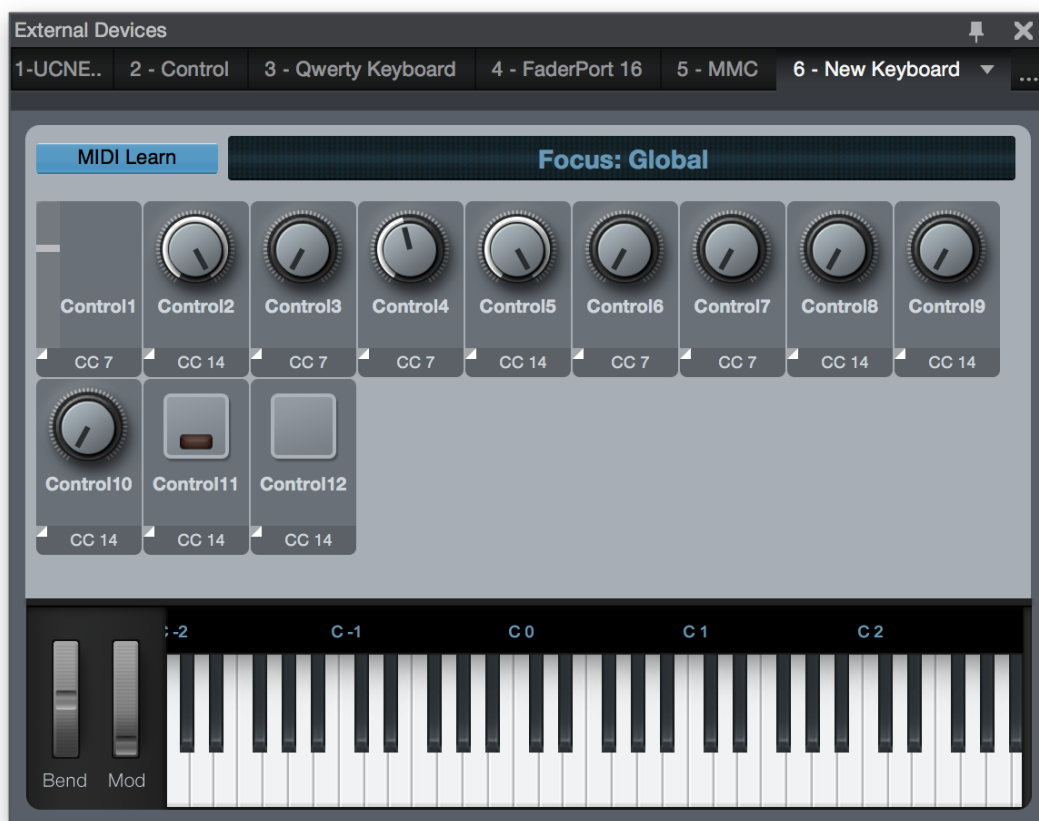 External Devices
1-UCNE.. 2 - Control 3 - Qwerty Keyboard 4 - FaderPort 16 5 - MMC 6 - New Keyboard ...
MIDI Learn Focus: Global
Control1 Control2 Control3 Control4 Control5 Control6 Control7 Control8 Control9
CC 7 CC 14 CC 7 CC 7 CC 14 CC 7 CC 7 CC 14 CC 14
Control10 Control11 Control12
CC 14 CC 14 CC 14
C -2 C -1 C 0 C 1 C 2
Bend Mod